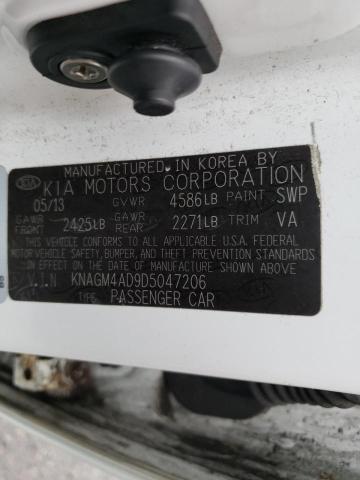 MANUFACTURED IN KOREA BY
KIA KIA MOTORS CORPORATION
05/13 GVWR 4586LB PAINT SWP
GAWR FRONT 2425LB GAWR REAR 2271LB TRIM VA
THIS VEHICLE CONFORMS TO ALL APPLICABLE FEDERAL
MOTOR VEHICLE SAFETY, BUMPER, AND THEFT PREVENTION STANDARDS
IN EFFECT ON THE DATE OF MANUFACTURE SHOWN ABOVE.
V.I.N KNAGM4AD9D5047206
TYPE PASSENGER CAR